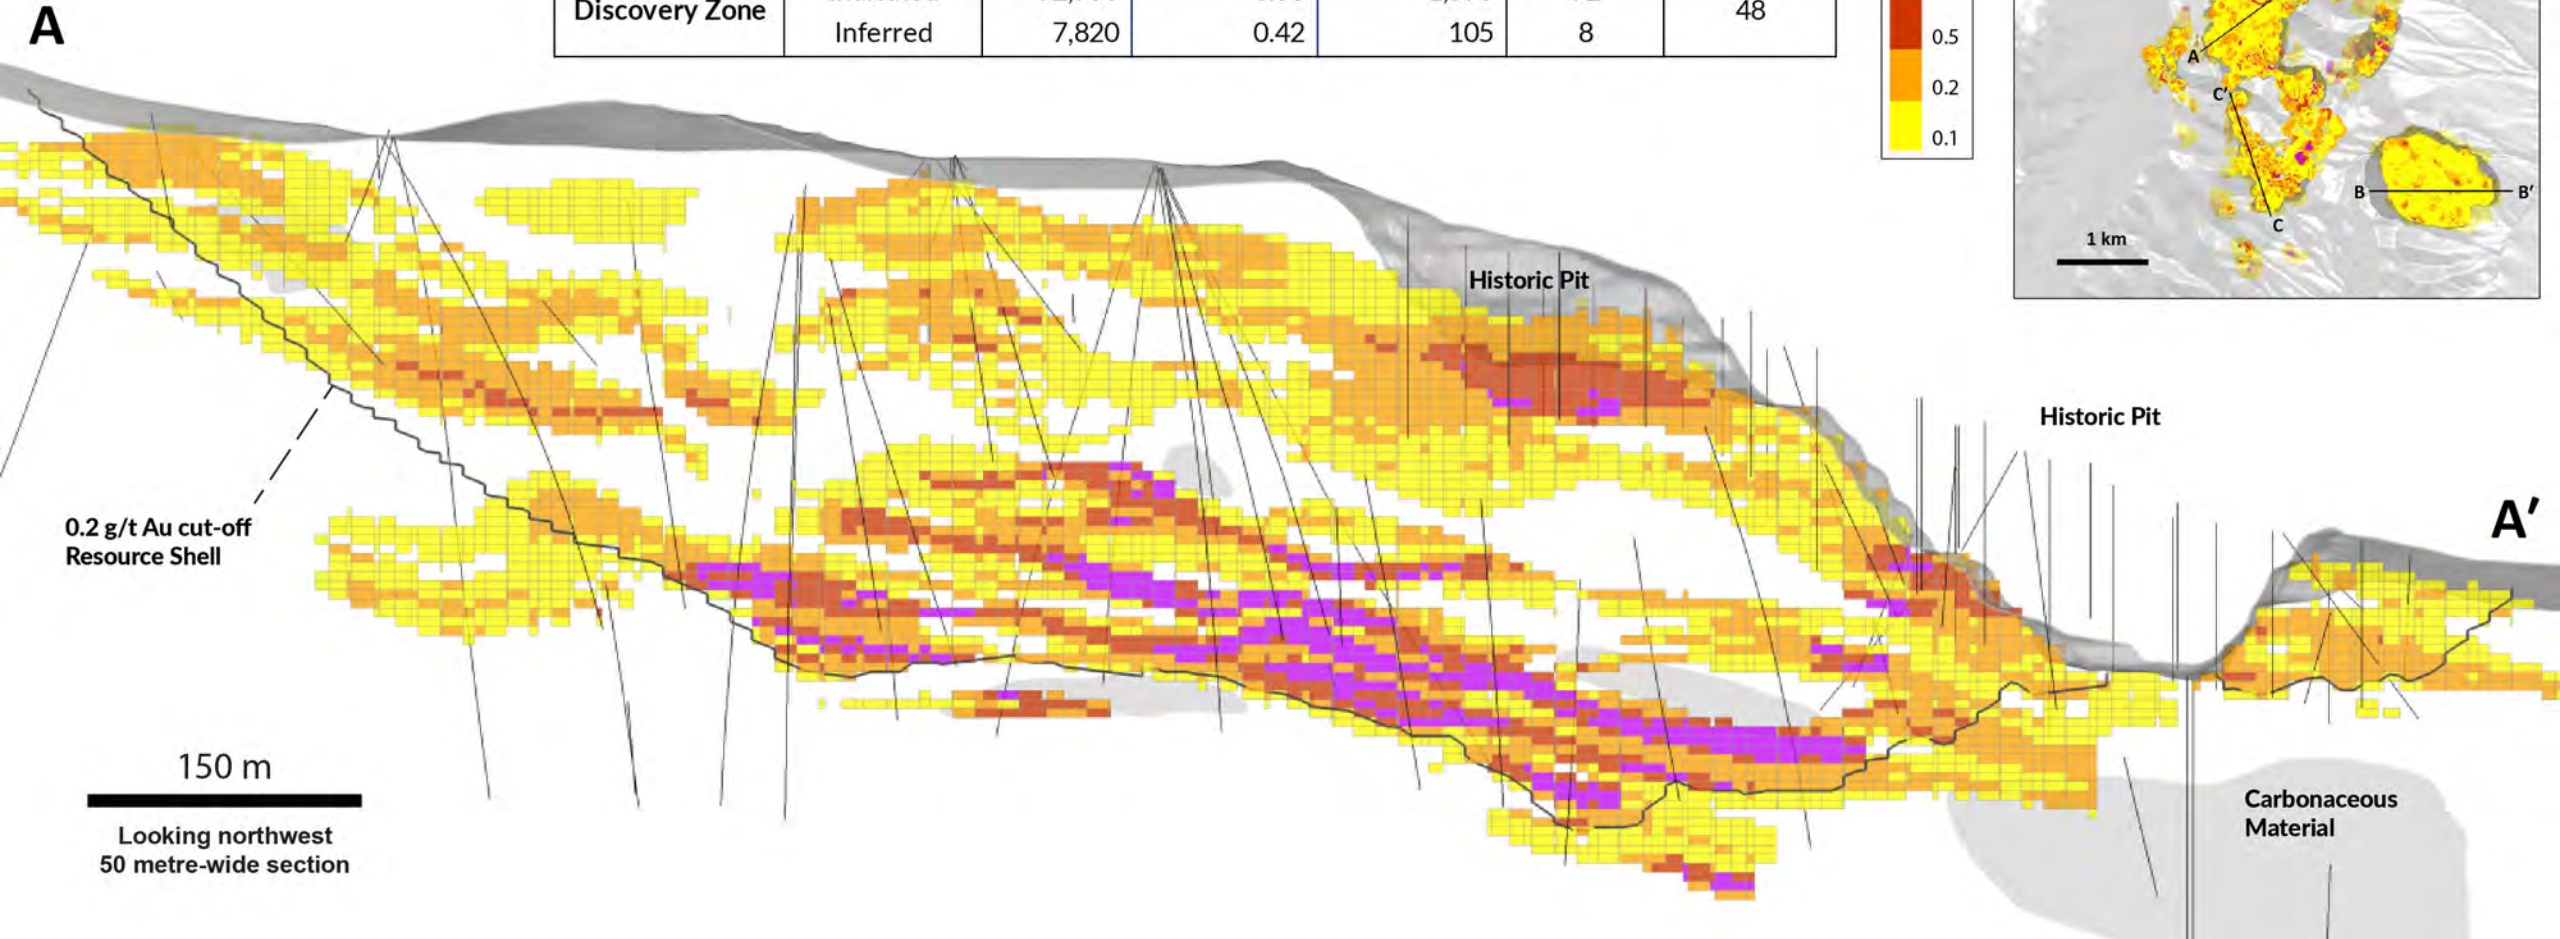 A
Discovery Zone
Inferred 7,820 0.42 105 8 48
0.5
0.2
0.1
A
C'
B B'
C
1 km
Historic Pit
Historic Pit
A'
0.2 g/t Au cut-off
Resource Shell
150 m
Looking northwest
50 metre-wide section
Carbonaceous
Material